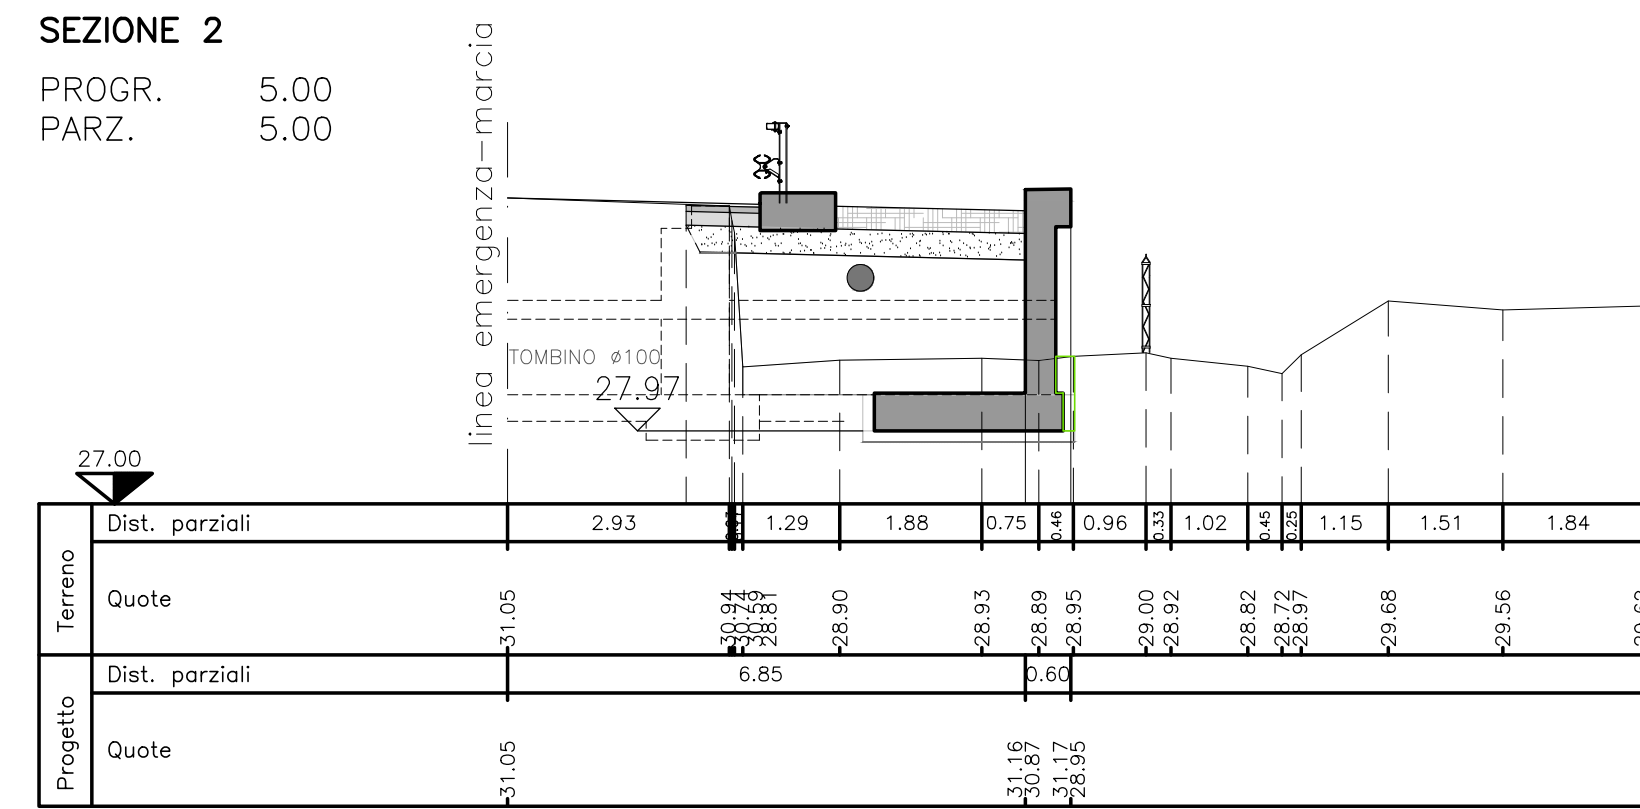 SEZIONE 2
PROGR. 5.00
PARZ. 5.00
linea emergenza-marcia
TOMBINO ø100
27.97
27.00
Terreno
Dist. parziali 2.93 1.29 1.88 0.75 0.46 0.96 0.33 1.02 0.45 0.25 1.15 1.51 1.84
Quote 31.05 30.94 30.74 30.59 28.81 28.90 28.93 28.89 28.95 29.00 28.92 28.82 28.72 28.97 29.68 29.56
Progetto
Dist. parziali 6.85 0.60
Quote 31.05 31.16 30.87 31.17 28.95